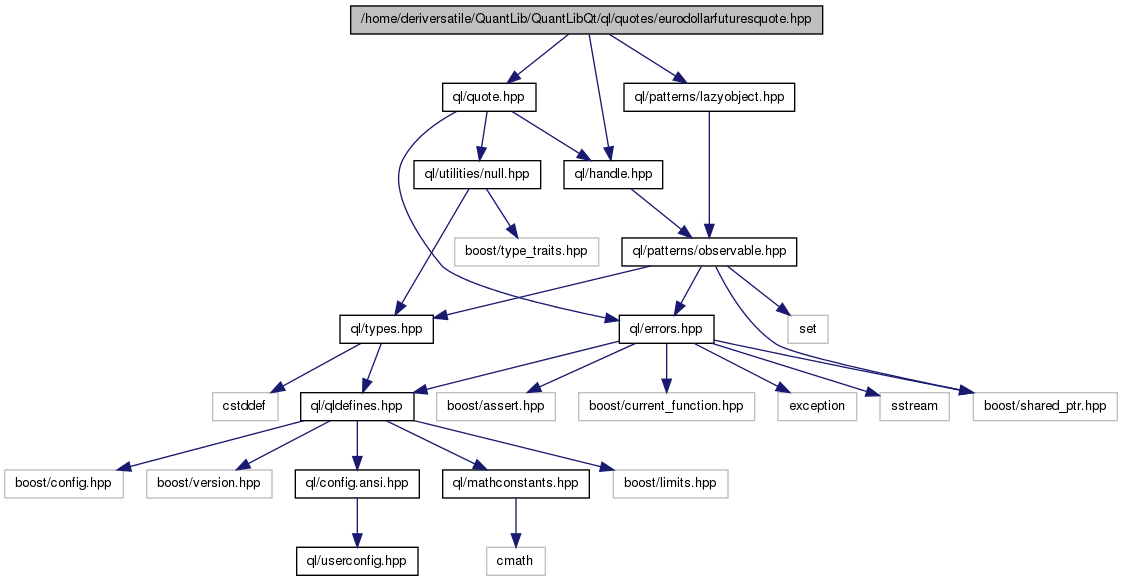 /home/deriversatile/QuantLib/QuantLibQt/ql/quotes/eurodollarfuturesquote.hpp
ql/quote.hpp
ql/patterns/lazyobject.hpp
ql/utilities/null.hpp
ql/handle.hpp
boost/type_traits.hpp
ql/patterns/observable.hpp
ql/types.hpp
ql/errors.hpp
set
cstddef
ql/qldefines.hpp
boost/assert.hpp
boost/current_function.hpp
exception
sstream
boost/shared_ptr.hpp
boost/config.hpp
boost/version.hpp
ql/config.ansi.hpp
ql/mathconstants.hpp
boost/limits.hpp
ql/userconfig.hpp
cmath